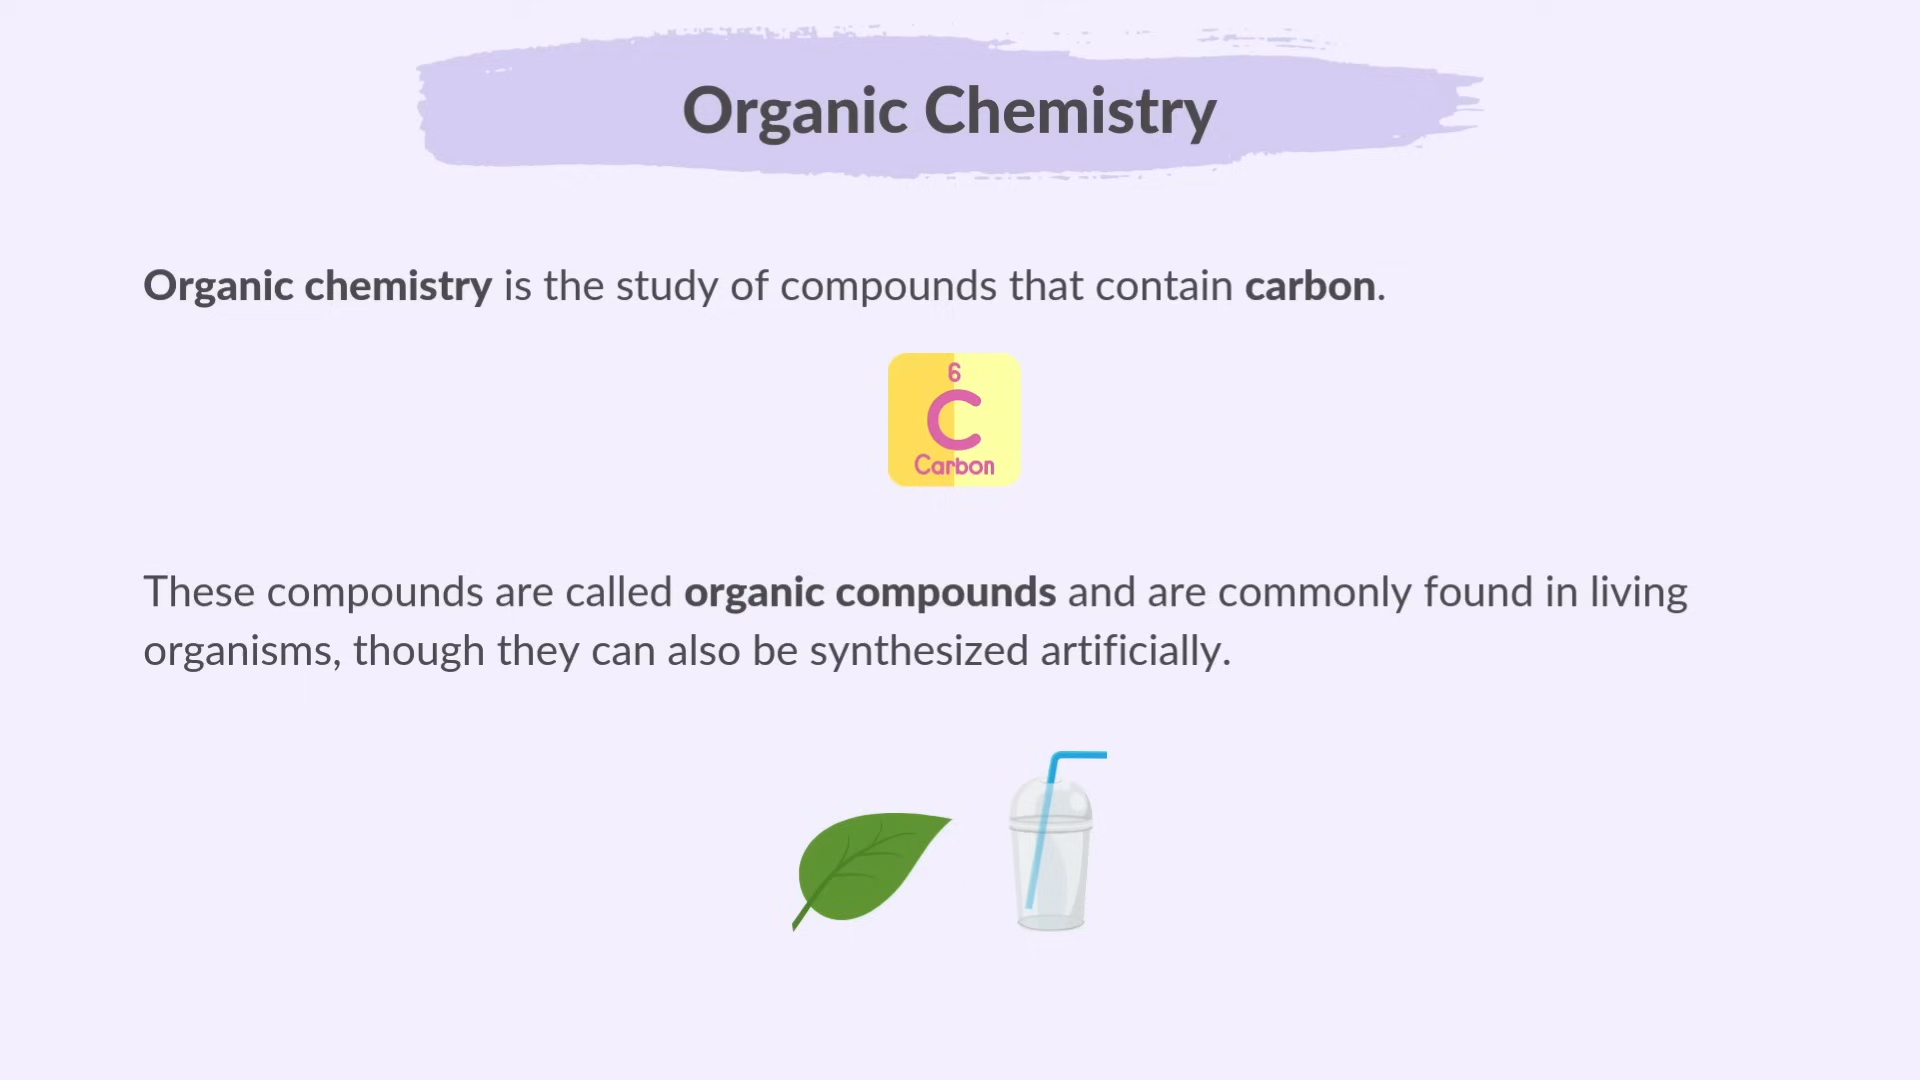 Organic Chemistry
Organic chemistry is the study of compounds that contain carbon.
6
C
Carbon
These compounds are called organic compounds and are commonly found in living
organisms, though they can also be synthesized artificially.